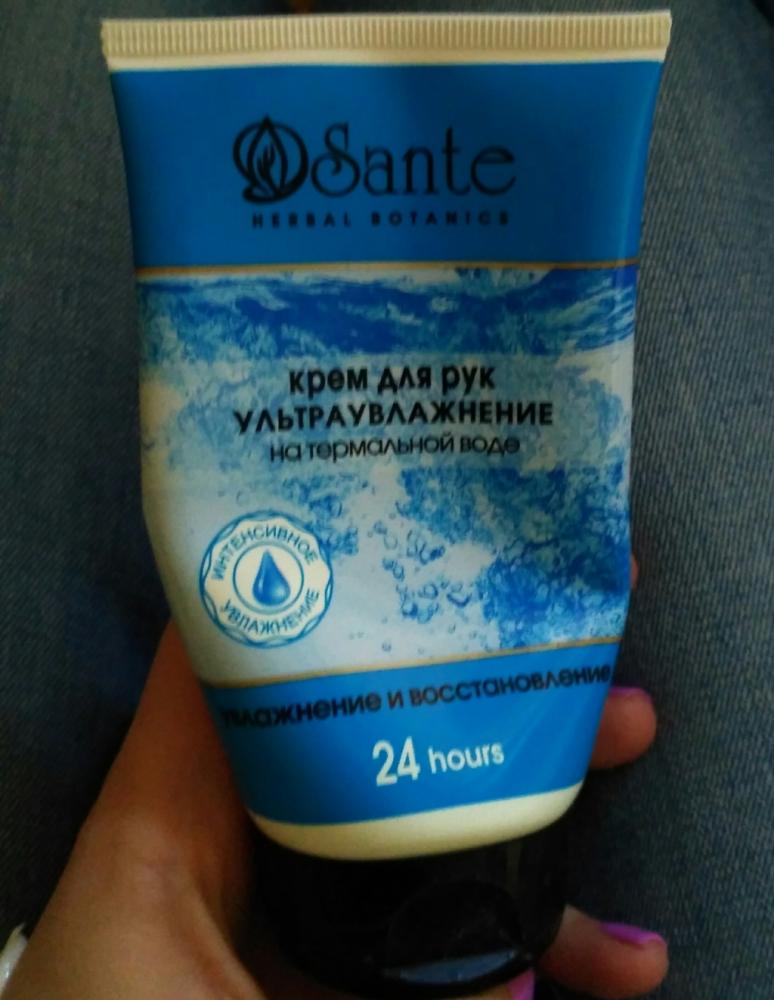 Sante
HERBAL BOTANICS
крем для рук
УЛЬТРАУВЛАЖНЕНИЕ
на термальной воде
ИНТЕНСИВНОЕ
УВЛАЖНЕНИЕ
увлажнение и восстановление
24 hours